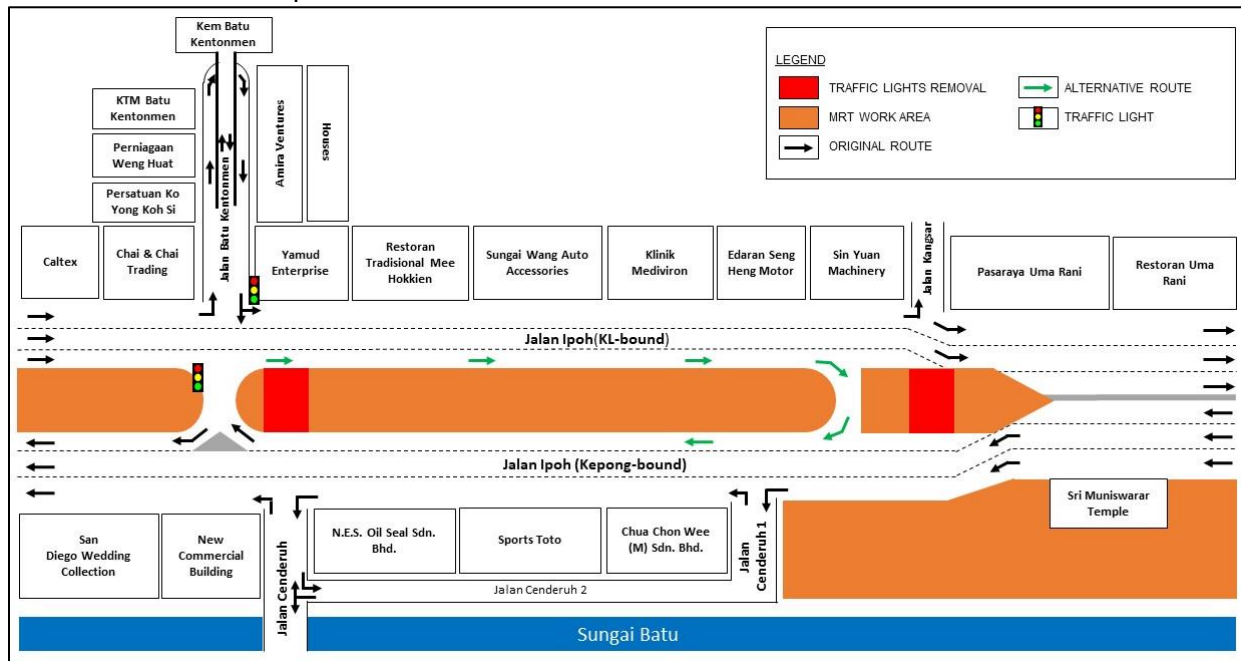 Kem Batu
Kentonmen
LEGEND
TRAFFIC LIGHTS REMOVAL
ALTERNATIVE ROUTE
MRT WORK AREA
TRAFFIC LIGHT
ORIGINAL ROUTE
KTM Batu
Kentonmen
Perniagaan
Weng Huat
Persatuan Ko
Yong Koh Si
Jalan Batu Kentonmen
Amira Ventures
Houses
Caltex
Chai & Chai
Trading
Yamud
Enterprise
Restoran
Tradisional Mee
Hokkien
Sungai Wang Auto
Accessories
Klinik
Mediviron
Edaran Seng
Heng Motor
Sin Yuan
Machinery
Jalan Kangsar
Pasaraya Uma Rani
Restoran Uma
Rani
Jalan Ipoh(KL-bound)
Jalan Ipoh (Kepong-bound)
San
Diego Wedding
Collection
New
Commercial
Building
Jalan Cenderuh
N.E.S. Oil Seal Sdn.
Bhd.
Sports Toto
Chua Chon Wee
(M) Sdn. Bhd.
Jalan
Cenderuh 1
Sri Muniswarar
Temple
Jalan Cenderuh 2
Sungai Batu